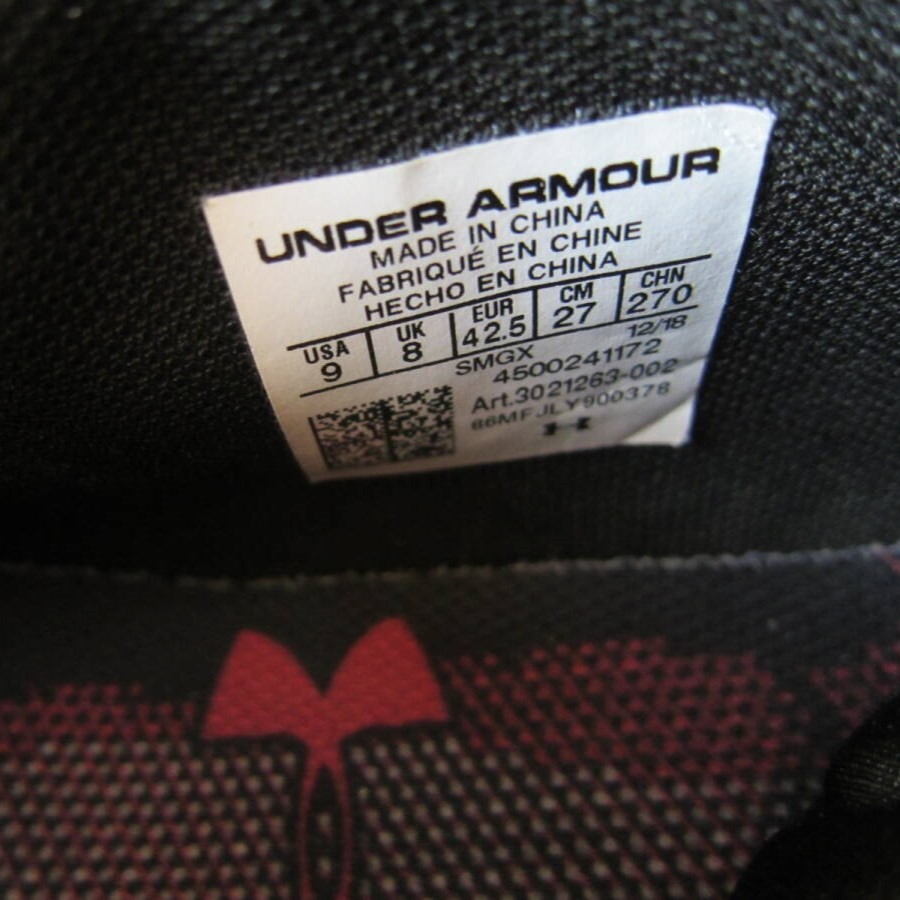 UNDER ARMOUR
MADE IN CHINA
FABRIQUÉ EN CHINE
HECHO EN CHINA
USA UK EUR CM CHN
9 8 42.5 27 270
SMGX 12/18
4500241172
Art.3021263-002
66MFJLY900378